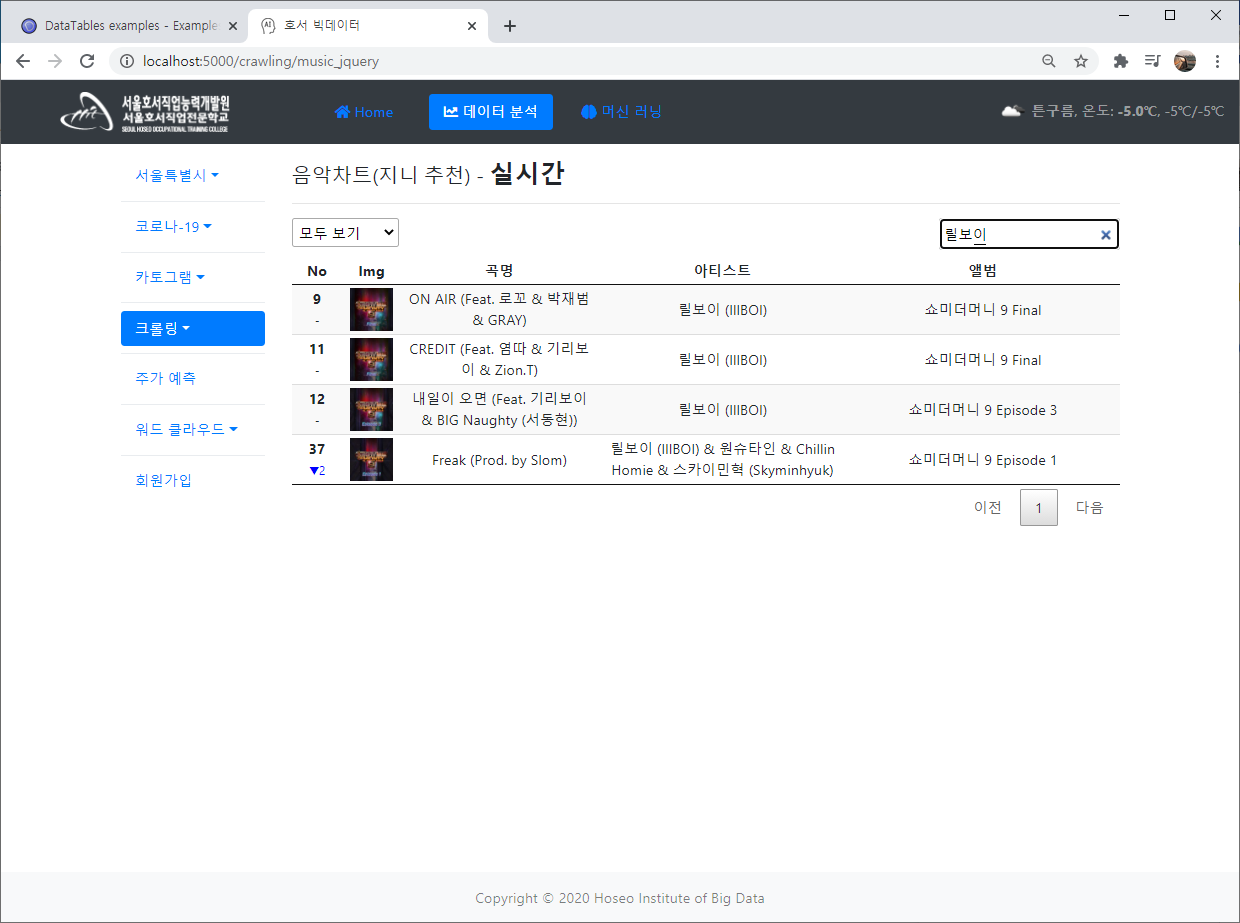 DataTables examples - Example
호서 빅데이터
localhost:5000/crawling/music_jquery
서울호서직업능력개발원
서울호서직업전문학교
SEOUL HOSEO OCCUPATIONAL TRAINING COLLEGE
Home
데이터 분석
머신 러닝
튼구름, 온도: -5.0℃, -5℃/-5℃
서울특별시
코로나-19
카토그램
크롤링
주가 예측
워드 클라우드
회원가입
음악차트(지니 추천) - 실시간
모두 보기
릴보이
No Img 곡명 아티스트 앨범
9 ON AIR (Feat. 로꼬 & 박재범 릴보이 (lIlBOI) 쇼미더머니 9 Final
- & GRAY)
11 CREDIT (Feat. 염따 & 기리보 릴보이 (lIlBOI) 쇼미더머니 9 Final
- 이 & Zion.T)
12 내일이 오면 (Feat. 기리보이 릴보이 (lIlBOI) 쇼미더머니 9 Episode 3
- & BIG Naughty (서동현))
37 Freak (Prod. by Slom) 릴보이 (lIlBOI) & 원슈타인 & Chillin 쇼미더머니 9 Episode 1
▼2 Homie & 스카이민혁 (Skyminhyuk)
이전 1 다음
Copyright © 2020 Hoseo Institute of Big Data